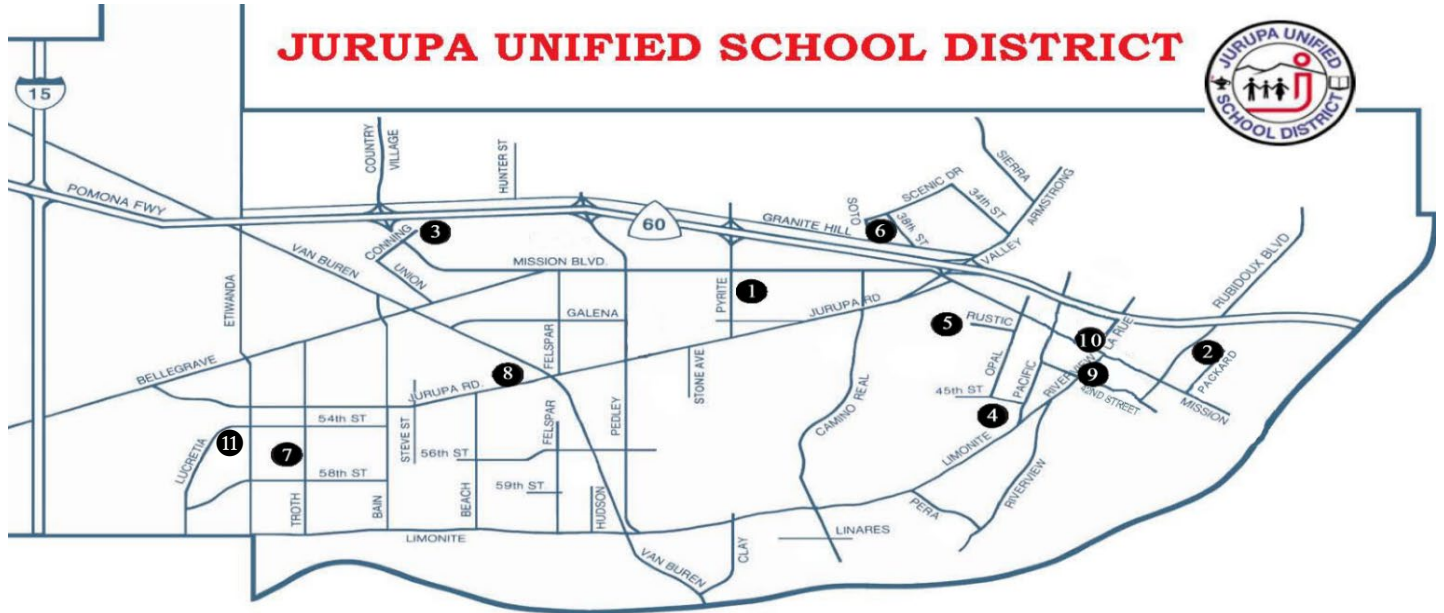 JURUPA UNIFIED SCHOOL DISTRICT
JURUPA UNIFIED
SCHOOL DISTRICT
15
POMONA FWY
COUNTRY
VILLAGE
HUNTER ST
60
GRANITE HILL
SOTO
SCENIC DR
38th ST
34th ST
SIERRA
ARMSTRONG
VALLEY
6
3
CONNING
UNION
VAN BUREN
MISSION BLVD.
ETIWANDA
PYRITE
1
JURUPA RD
GALENA
FELSPAR
RUBIDOUX BLVD
RUSTIC
5
OPAL
PACIFIC
10
LA RUE
RIVERVIEW
9
2
PACKARD
42ND STREET
MISSION
BELLEGRAVE
8
JURUPA RD.
STONE AVE
CAMINO REAL
45th ST
4
LIMONITE
54th ST
STEVE ST
FELSPAR
PEDLEY
LUCRETIA
11
7
56th ST
58th ST
59th ST
TROTH
BAIN
BEACH
HUDSON
RIVERVIEW
PERA
LIMONITE
CLAY
LINARES
VAN BUREN